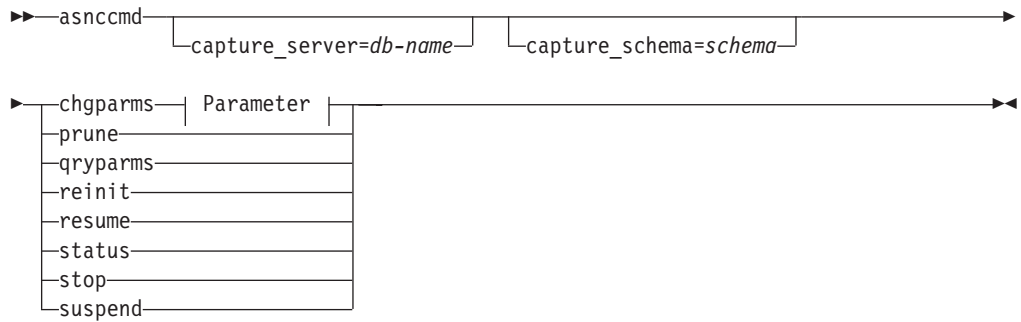 asnccmd
capture_server=db-name capture_schema=schema
chgparms Parameter
prune
qryparms
reinit
resume
status
stop
suspend